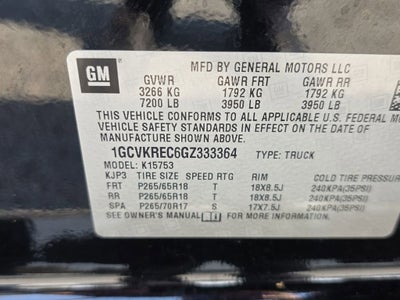 GM
MFD BY GENERAL MOTORS LLC
GVWR GAWR FRT GAWR RR
3266 KG 1792 KG 1792 KG
7200 LB 3950 LB 3950 LB
THIS VEHICLE CONFORMS TO ALL APPLICABLE U.S.
FEDERAL MOTOR VEHICLE SAFETY STANDARDS
IN EFFECT ON THE DATE OF
MANUFACTURE SHOWN ABOVE.
1GCVKREC6GZ333364 TYPE: TRUCK
MODEL: K15753
KJP3 TIRE SIZE SPEED RTG RIM COLD TIRE PRESSUR
FRT P265/65R18 T 18X8.5J 240KPA(35PSI)
RR P265/65R18 T 18X8.5J 240KPA(35PSI)
SPA P265/70R17 S 17X7.5J 240KPA(35PSI)
SEE OWNER'S MANUAL FOR MORE INFORMATION